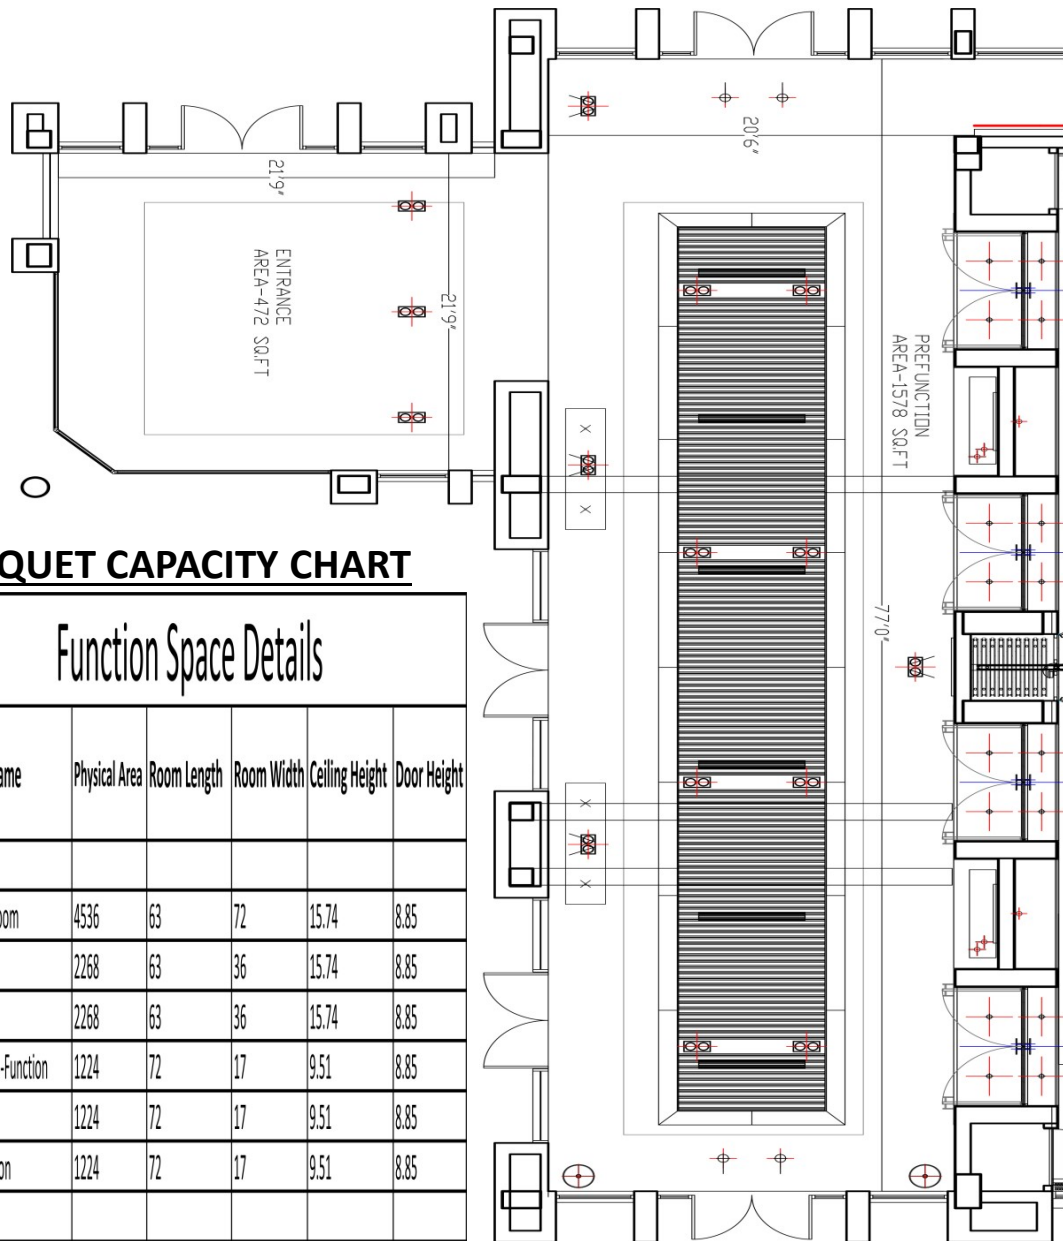 20'6"
21'9"
ENTRANCE
AREA-472 SQ.FT
21'9"
PREFUNCTION
AREA-1578 SQ.FT
X
X
77'0"
X
X
QUET CAPACITY CHART
Function Space Details
ame Physical Area Room Length Room Width Ceiling Height Door Height
oom 4536 63 72 15.74 8.85
2268 63 36 15.74 8.85
2268 63 36 15.74 8.85
-Function 1224 72 17 9.51 8.85
1224 72 17 9.51 8.85
on 1224 72 17 9.51 8.85